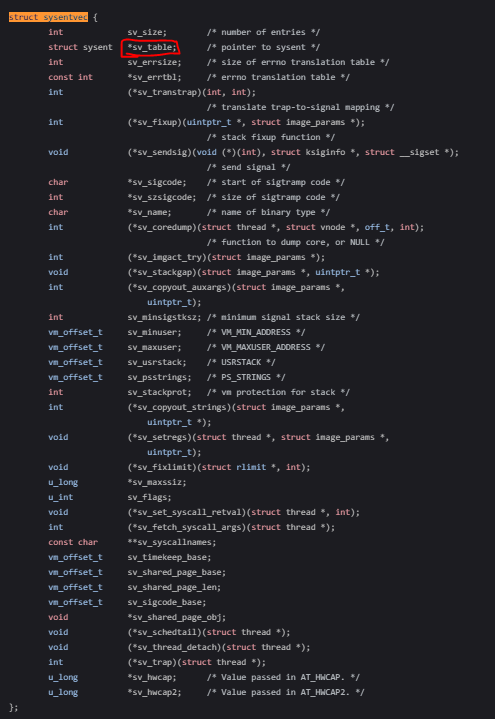 struct sysentvec {
int sv_size; /* number of entries */
struct sysent *sv_table; /* pointer to sysent */
int sv_errsize; /* size of errno translation table */
const int *sv_errtbl; /* errno translation table */
int (*sv_transtrap)(int, int);
/* translate trap-to-signal mapping */
int (*sv_fixup)(uintptr_t *, struct image_params *);
/* stack fixup function */
void (*sv_sendsig)(void (*)(int), struct ksiginfo *, struct __sigset *);
/* send signal */
char *sv_sigcode; /* start of sigtramp code */
int *sv_szsigcode; /* size of sigtramp code */
char *sv_name; /* name of binary type */
int (*sv_coredump)(struct thread *, struct vnode *, off_t, int);
/* function to dump core, or NULL */
int (*sv_imgact_try)(struct image_params *);
void (*sv_stackgap)(struct image_params *, uintptr_t *);
int (*sv_copyout_auxargs)(struct image_params *,
uintptr_t);
int sv_minsigstksz; /* minimum signal stack size */
vm_offset_t sv_minuser; /* VM_MIN_ADDRESS */
vm_offset_t sv_maxuser; /* VM_MAXUSER_ADDRESS */
vm_offset_t sv_usrstack; /* USRSTACK */
vm_offset_t sv_psstrings; /* PS_STRINGS */
int sv_stackprot; /* vm protection for stack */
int (*sv_copyout_strings)(struct image_params *,
uintptr_t *);
void (*sv_setregs)(struct thread *, struct image_params *,
uintptr_t);
void (*sv_fixlimit)(struct rlimit *, int);
u_long *sv_maxssiz;
u_int sv_flags;
void (*sv_set_syscall_retval)(struct thread *, int);
int (*sv_fetch_syscall_args)(struct thread *);
const char **sv_syscallnames;
vm_offset_t sv_timekeep_base;
vm_offset_t sv_shared_page_base;
vm_offset_t sv_shared_page_len;
vm_offset_t sv_sigcode_base;
void *sv_shared_page_obj;
void (*sv_schedtail)(struct thread *);
void (*sv_thread_detach)(struct thread *);
int (*sv_trap)(struct thread *);
u_long *sv_hwcap; /* Value passed in AT_HWCAP. */
u_long *sv_hwcap2; /* Value passed in AT_HWCAP2. */
};